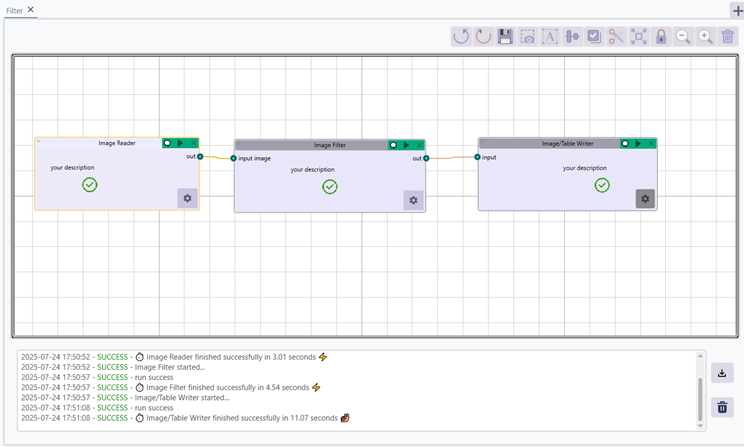 Filter
Image Reader
out
your description
Image Filter
input image
out
your description
Image/Table Writer
input
your description
2025-07-24 17:50:52 - SUCCESS - ⏱ Image Reader finished successfully in 3.01 seconds ⚡
2025-07-24 17:50:52 - Image Filter started...
2025-07-24 17:50:57 - SUCCESS - run success
2025-07-24 17:50:57 - SUCCESS - ⏱ Image Filter finished successfully in 4.54 seconds ⚡
2025-07-24 17:50:57 - Image/Table Writer started...
2025-07-24 17:51:08 - SUCCESS - run success
2025-07-24 17:51:08 - SUCCESS - ⏱ Image/Table Writer finished successfully in 11.07 seconds